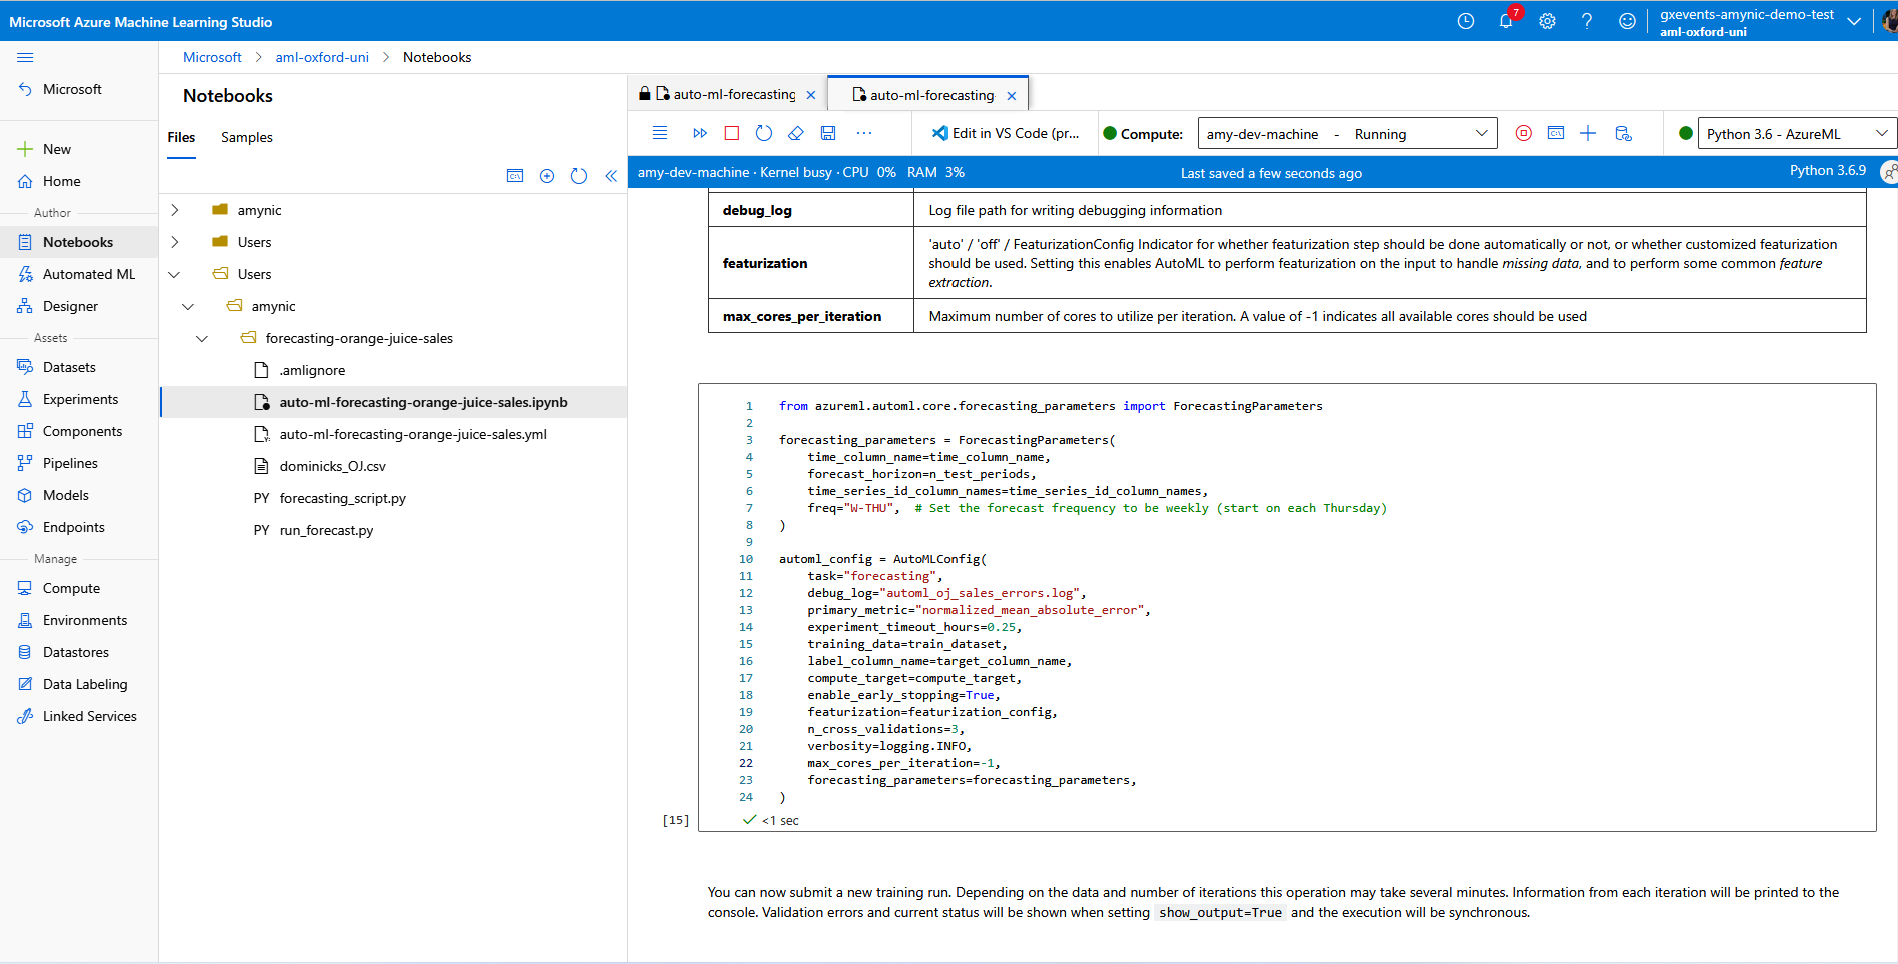 Microsoft Azure Machine Learning Studio
7
gxevents-amynic-demo-test
aml-oxford-uni
Microsoft
New
Home
Author
Notebooks
Automated ML
Designer
Assets
Datasets
Experiments
Components
Pipelines
Models
Endpoints
Manage
Compute
Environments
Datastores
Data Labeling
Linked Services
Microsoft > aml-oxford-uni > Notebooks
Notebooks
Files Samples
amynic
Users
Users
amynic
forecasting-orange-juice-sales
.amlignore
auto-ml-forecasting-orange-juice-sales.ipynb
auto-ml-forecasting-orange-juice-sales.yml
dominicks_OJ.csv
PY forecasting_script.py
PY run_forecast.py
auto-ml-forecasting
auto-ml-forecasting-
Edit in VS Code (pr...
Compute:
amy-dev-machine - Running
Python 3.6 - AzureML
amy-dev-machine · Kernel busy · CPU 0% RAM 3%
Last saved a few seconds ago
Python 3.6.9
debug_log Log file path for writing debugging information
featurization 'auto' / 'off' / FeaturizationConfig Indicator for whether featurization step should be done automatically or not, or whether customized featurization
should be used. Setting this enables AutoML to perform featurization on the input to handle missing data, and to perform some common feature
extraction.
max_cores_per_iteration Maximum number of cores to utilize per iteration. A value of -1 indicates all available cores should be used
1 from azureml.automl.core.forecasting_parameters import ForecastingParameters
2
3 forecasting_parameters = ForecastingParameters(
4 time_column_name=time_column_name,
5 forecast_horizon=n_test_periods,
6 time_series_id_column_names=time_series_id_column_names,
7 freq="W-THU", # Set the forecast frequency to be weekly (start on each Thursday)
8 )
9
10 automl_config = AutoMLConfig(
11 task="forecasting",
12 debug_log="automl_oj_sales_errors.log",
13 primary_metric="normalized_mean_absolute_error",
14 experiment_timeout_hours=0.25,
15 training_data=train_dataset,
16 label_column_name=target_column_name,
17 compute_target=compute_target,
18 enable_early_stopping=True,
19 featurization=featurization_config,
20 n_cross_validations=3,
21 verbosity=logging.INFO,
22 max_cores_per_iteration=-1,
23 forecasting_parameters=forecasting_parameters,
24 )
[15] <1 sec
You can now submit a new training run. Depending on the data and number of iterations this operation may take several minutes. Information from each iteration will be printed to the
console. Validation errors and current status will be shown when setting show_output=True and the execution will be synchronous.